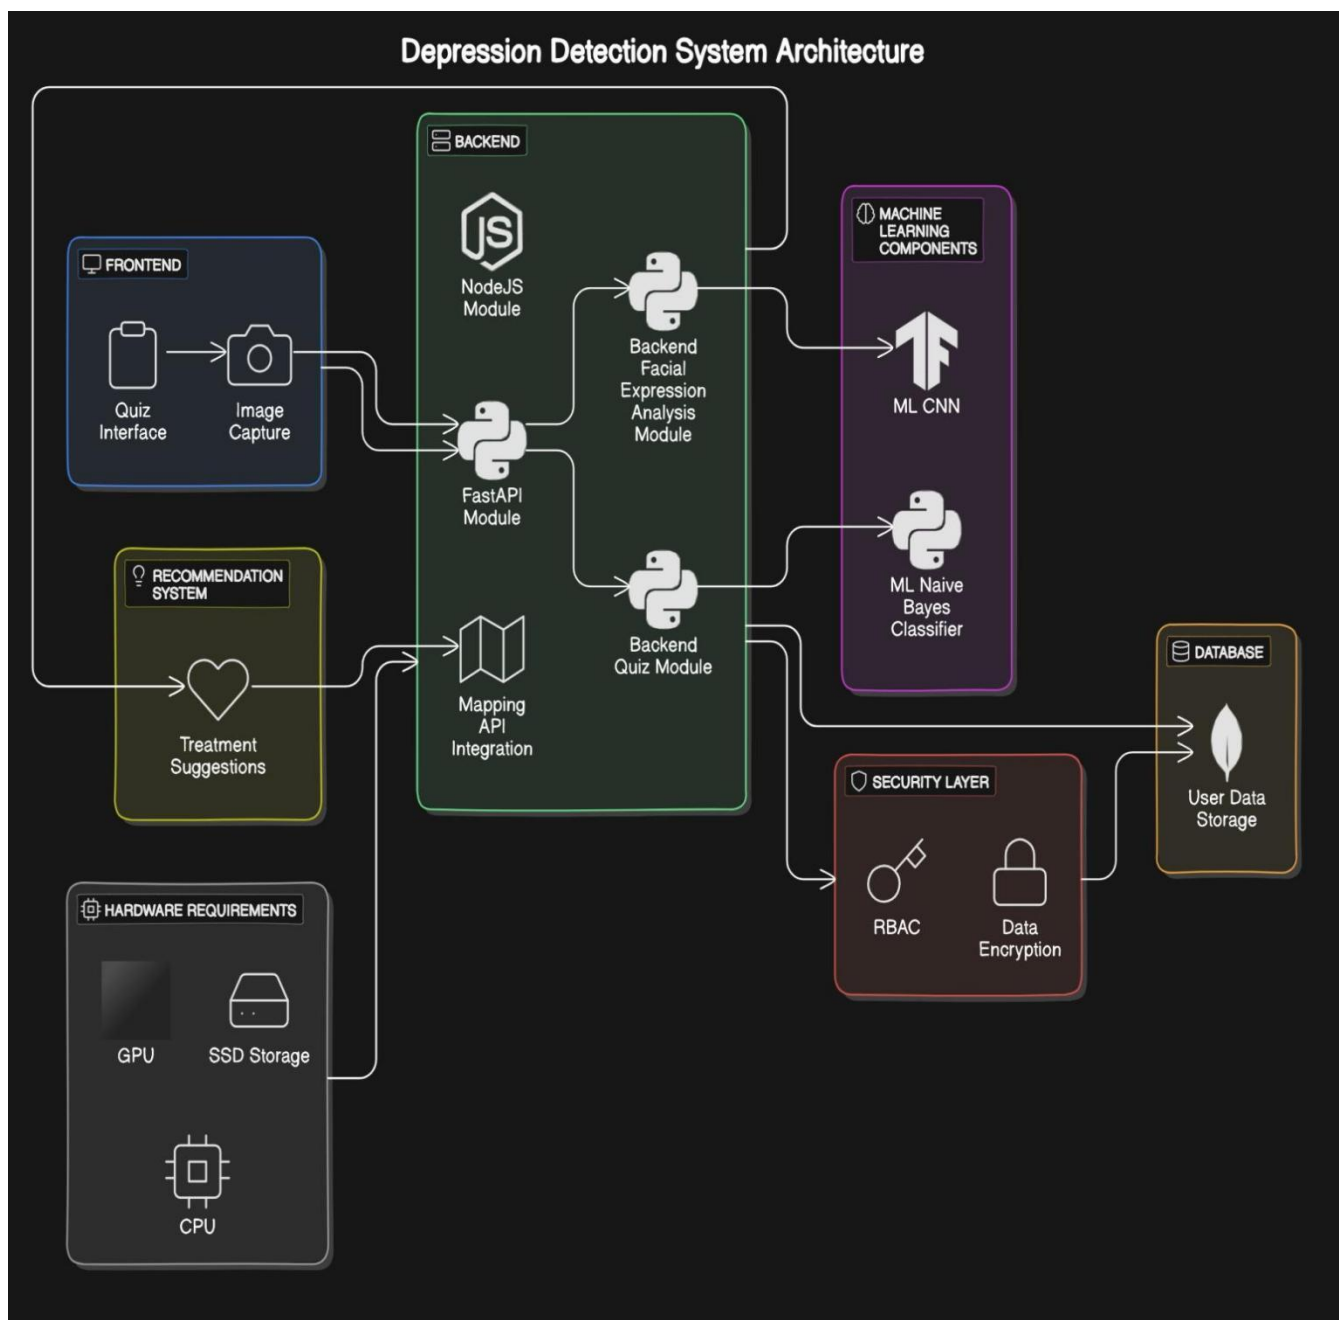 Depression Detection System Architecture
BACKEND
JS
NodeJS
Module
Backend
Facial
Expression
Analysis
Module
FastAPI
Module
Backend
Quiz Module
Mapping
API
Integration
FRONTEND
Quiz
Interface
Image
Capture
MACHINE
LEARNING
COMPONENTS
ML CNN
ML Naive
Bayes
Classifier
RECOMMENDATION
SYSTEM
Treatment
Suggestions
DATABASE
User Data
Storage
SECURITY LAYER
RBAC
Data
Encryption
HARDWARE REQUIREMENTS
GPU
SSD Storage
CPU